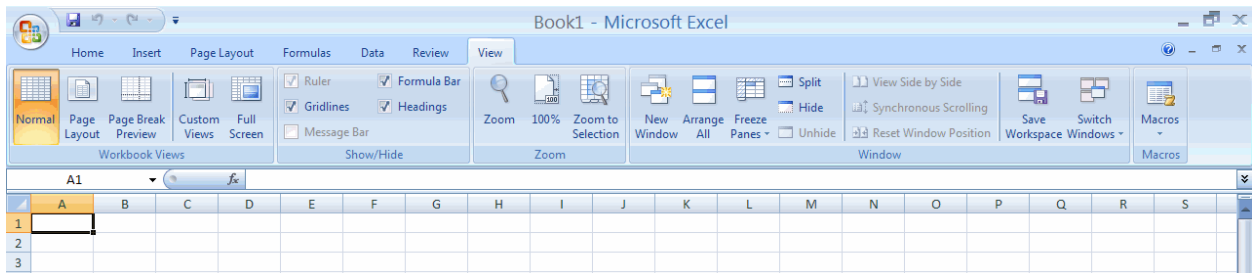 Book1 - Microsoft Excel
Home Insert Page Layout Formulas Data Review View
Normal Page Layout Page Break Preview Custom Views Full Screen
Workbook Views
Ruler Formula Bar
Gridlines Headings
Message Bar
Show/Hide
Zoom 100% Zoom to Selection
Zoom
New Window Arrange All Freeze Panes
Split
Hide
Unhide
View Side by Side
Synchronous Scrolling
Reset Window Position
Save Workspace Switch Windows
Window
Macros
Macros
A1 fx
A B C D E F G H I J K L M N O P Q R S
1
2
3